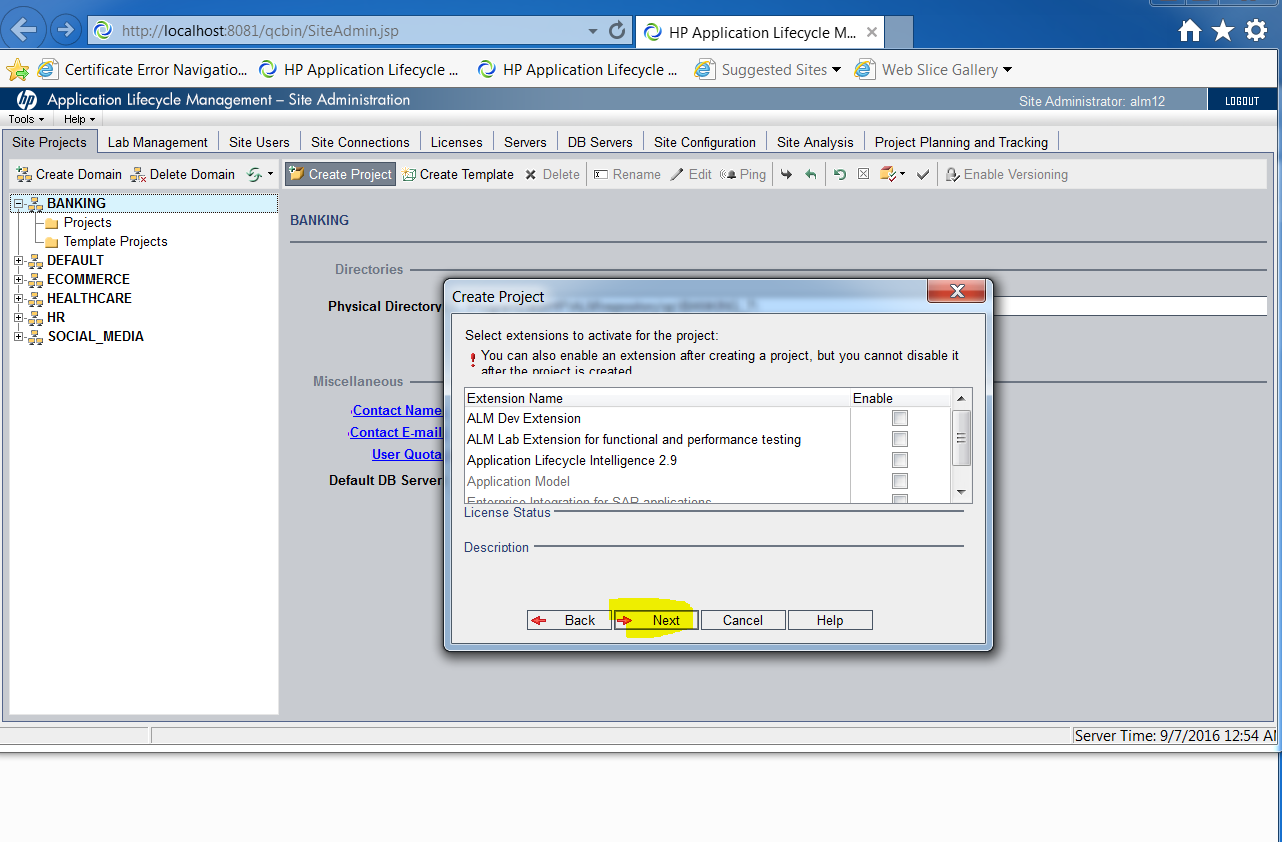 http://localhost:8081/qcbin/SiteAdmin.jsp
HP Application Lifecycle M...
Certificate Error Navigatio...
HP Application Lifecycle ...
HP Application Lifecycle ...
Suggested Sites
Web Slice Gallery
hp
Application Lifecycle Management – Site Administration
Site Administrator: alm12
LOGOUT
Tools
Help
Site Projects
Lab Management
Site Users
Site Connections
Licenses
Servers
DB Servers
Site Configuration
Site Analysis
Project Planning and Tracking
Create Domain
Delete Domain
Create Project
Create Template
Delete
Rename
Edit
Ping
Enable Versioning
BANKING
Projects
Template Projects
DEFAULT
ECOMMERCE
HEALTHCARE
HR
SOCIAL_MEDIA
BANKING
Directories
Physical Directory
Miscellaneous
Contact Name
Contact E-mail
User Quota
Default DB Server
Create Project
Select extensions to activate for the project:
You can also enable an extension after creating a project, but you cannot disable it
after the project is created
Extension Name
Enable
ALM Dev Extension
ALM Lab Extension for functional and performance testing
Application Lifecycle Intelligence 2.9
Application Model
Enterprise Integration for SAP applications
License Status
Description
Back
Next
Cancel
Help
Server Time: 9/7/2016 12:54 AM